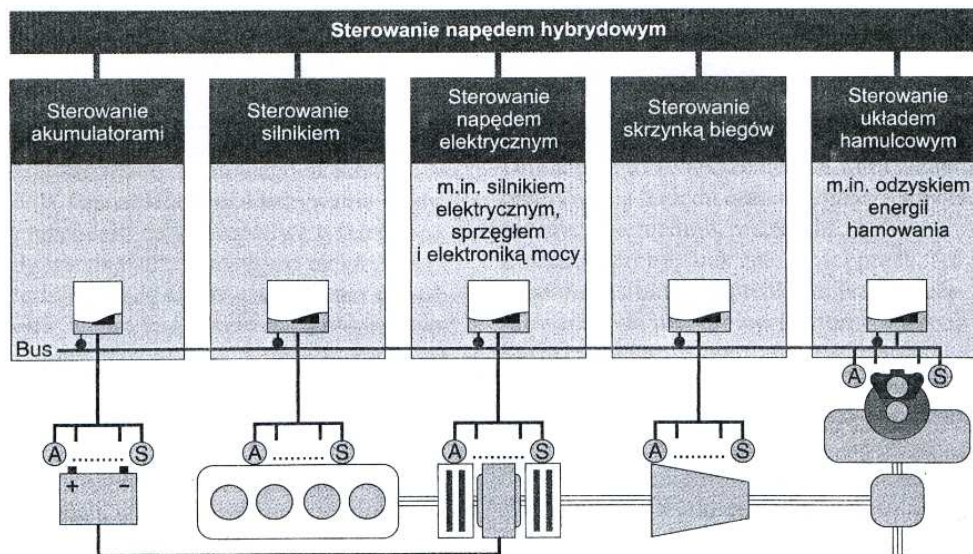 Sterowanie napędem hybrydowym
Sterowanie
akumulatorami
Sterowanie
silnikiem
Sterowanie
napędem
elektrycznym
m.in. silnikiem
elektrycznym,
sprzęgłem
i elektroniką mocy
Sterowanie
skrzynką biegów
Sterowanie
układem
hamulcowym
m.in. odzyskiem
energii
hamowania
Bus
A S
A ........ S
A ........ S
A ........ S
A ........ S
+ −